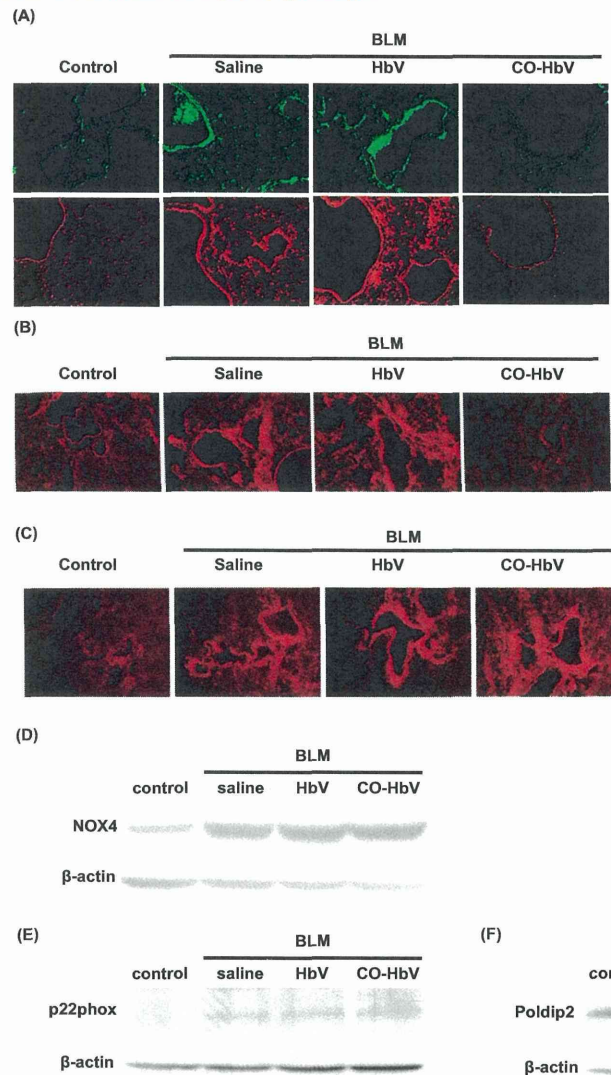 (A)
BLM
Control Saline HbV CO-HbV
(B)
BLM
Control Saline HbV CO-HbV
(C)
BLM
Control Saline HbV CO-HbV
(D)
BLM
control saline HbV CO-HbV
NOX4
β-actin
(E)
BLM
control saline HbV CO-HbV
p22phox
β-actin
(F)
Poldip2
β-actin